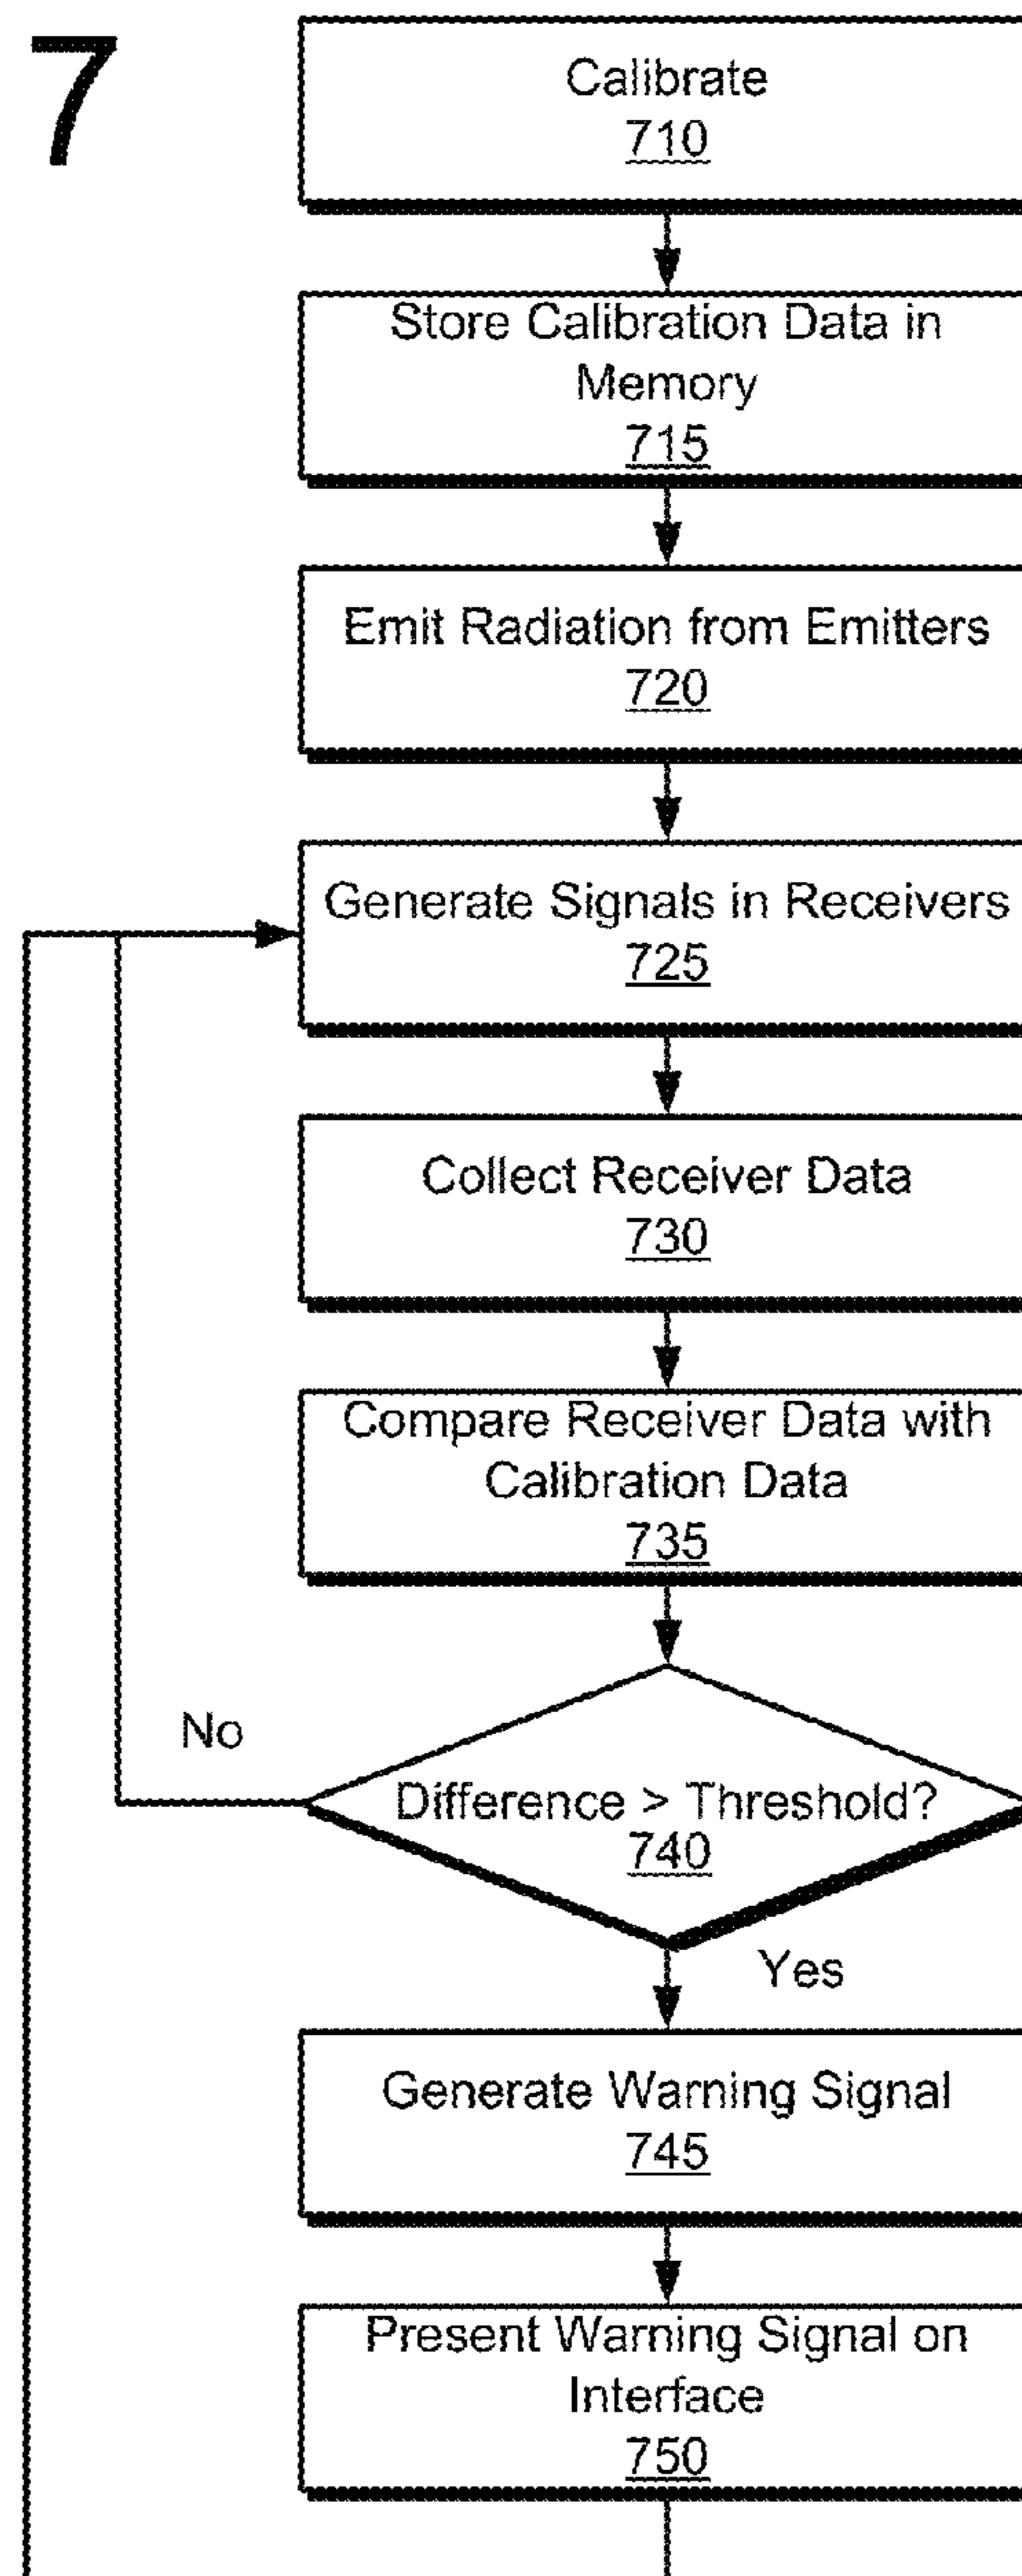 7
Calibrate
710
Store Calibration Data in
Memory
715
Emit Radiation from Emitters
720
Generate Signals in Receivers
725
Collect Receiver Data
730
Compare Receiver Data with
Calibration Data
735
No
Difference > Threshold?
740
Yes
Generate Warning Signal
745
Present Warning Signal on
Interface
750